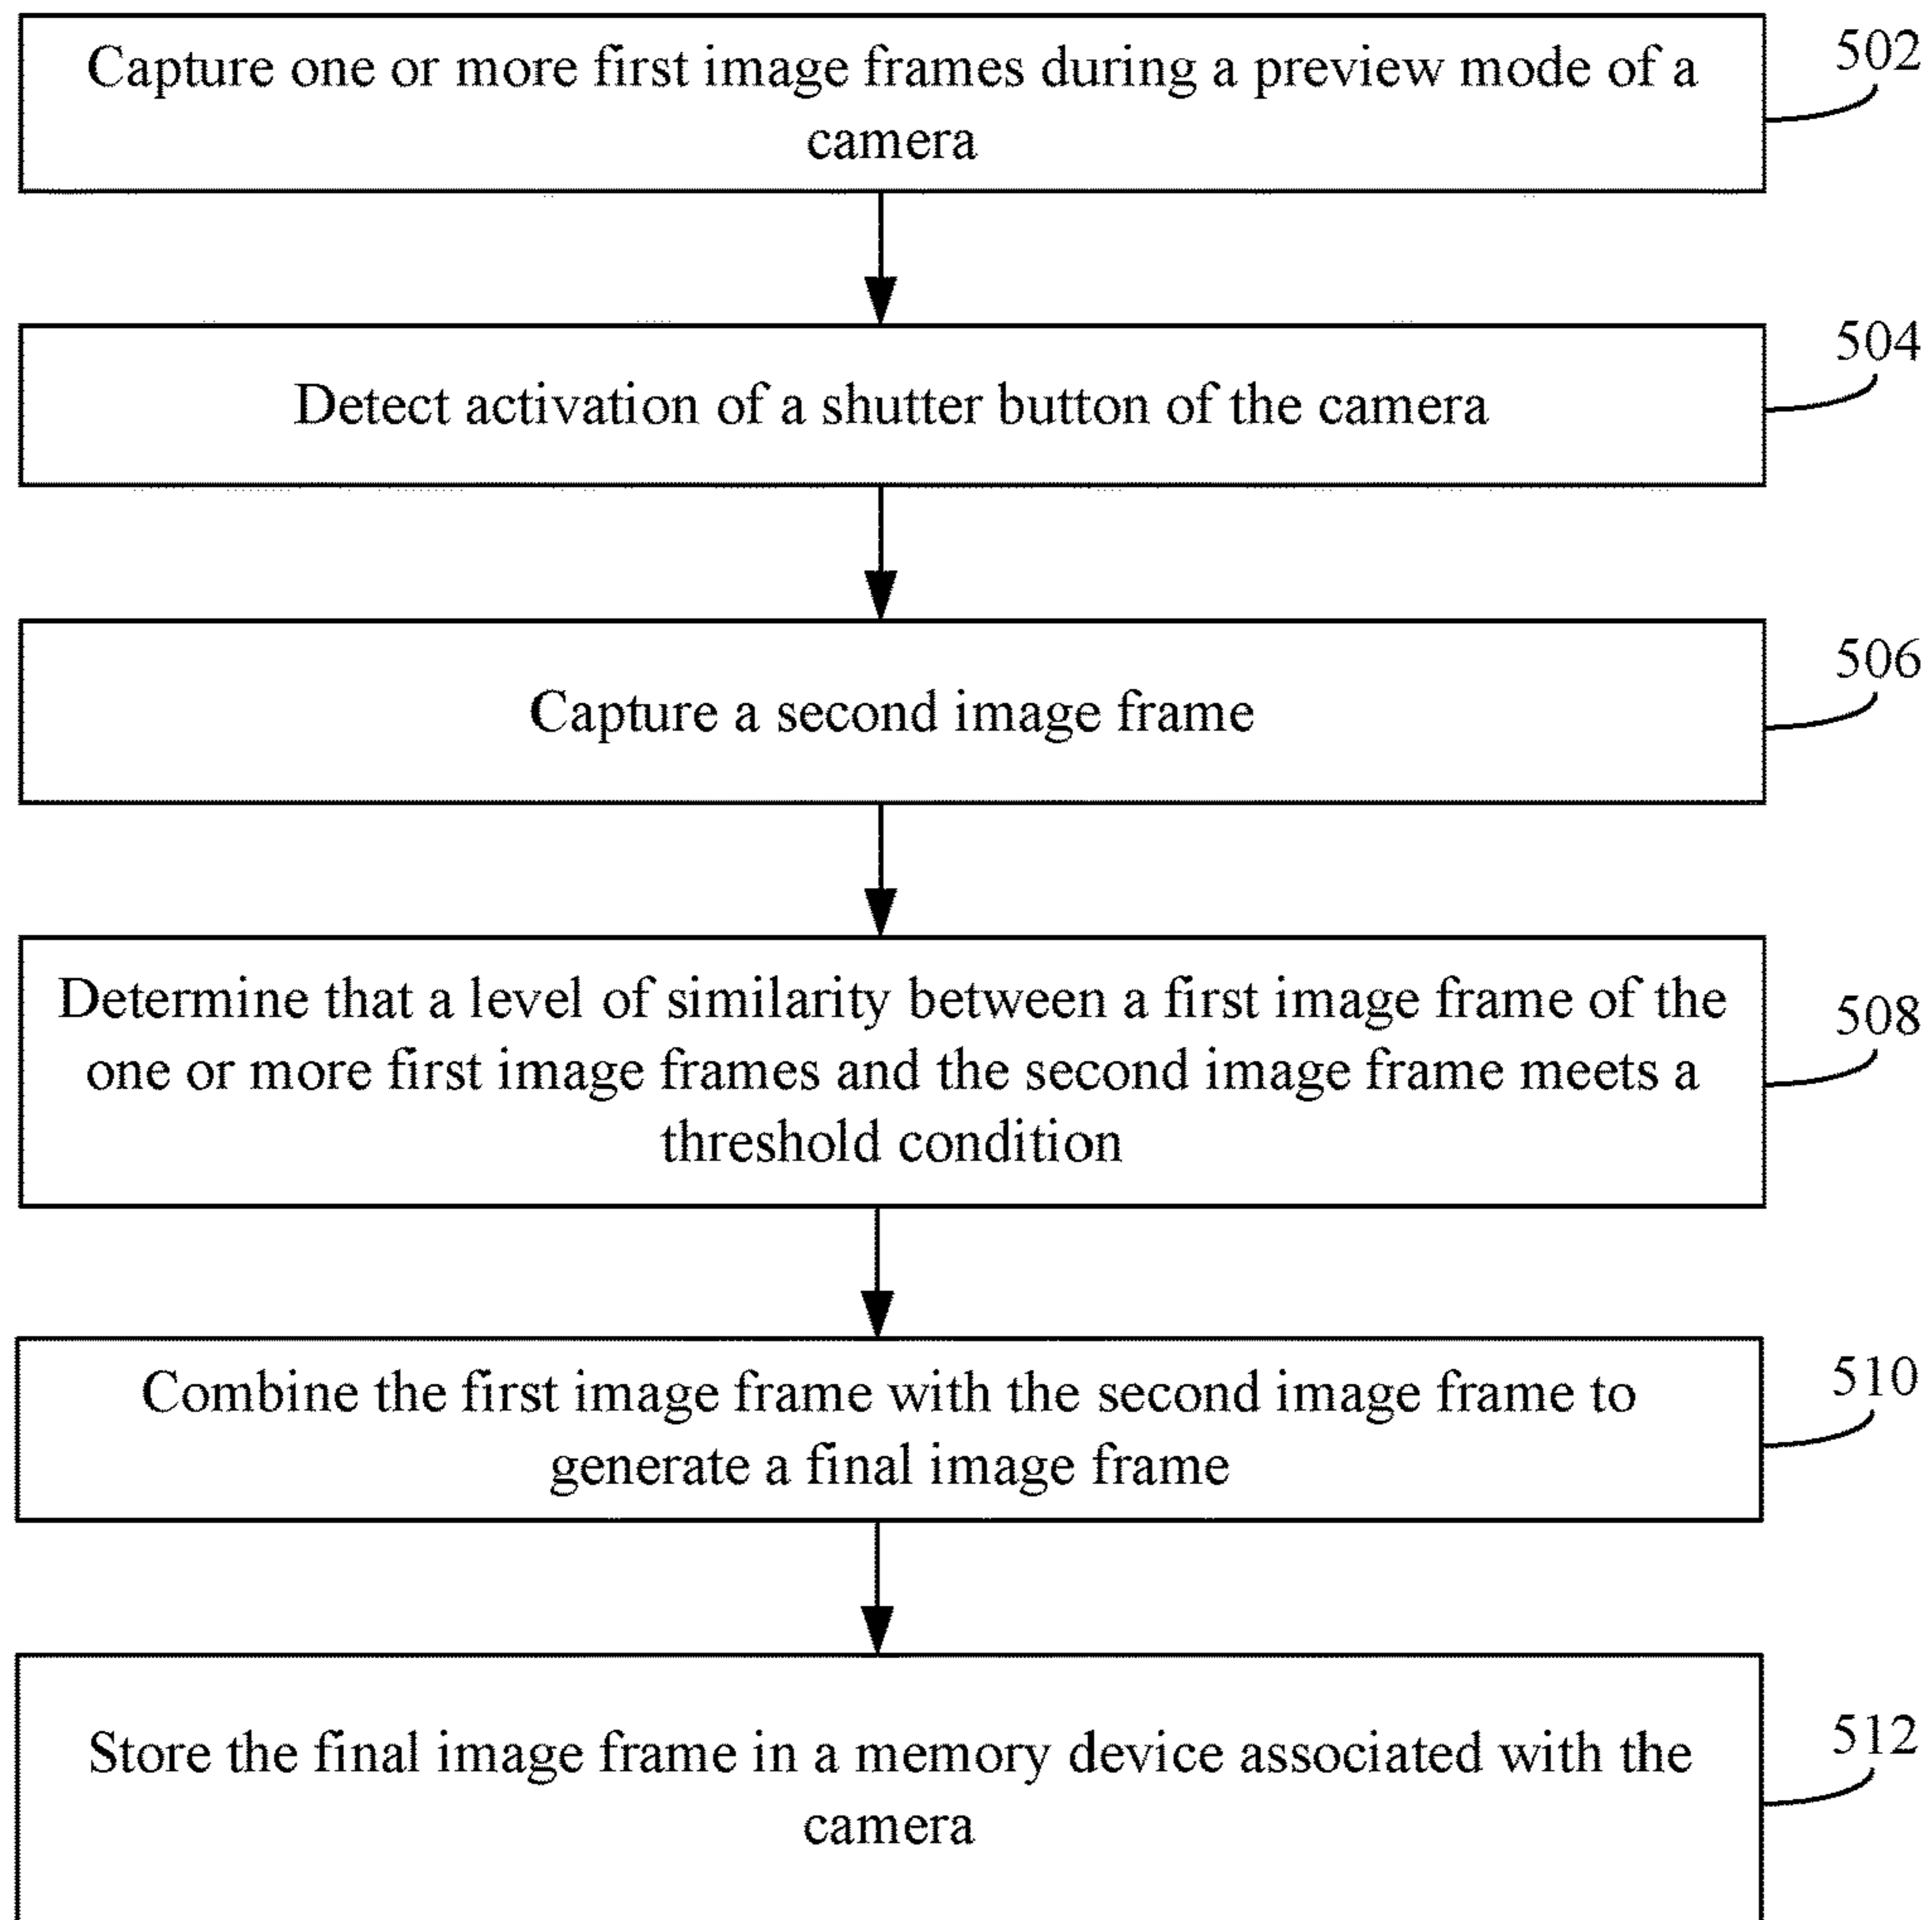 Capture one or more first image frames during a preview mode of a
camera
502
Detect activation of a shutter button of the camera
504
Capture a second image frame
506
Determine that a level of similarity between a first image frame of the
one or more first image frames and the second image frame meets a
threshold condition
508
Combine the first image frame with the second image frame to
generate a final image frame
510
Store the final image frame in a memory device associated with the
camera
512